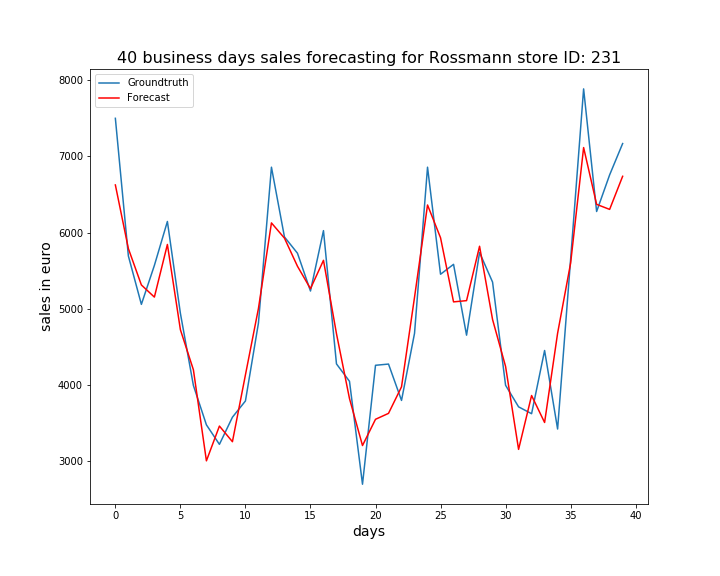 40 business days sales forecasting for Rossmann store ID: 231
Groundtruth
Forecast
8000
7000
6000
5000
4000
3000
sales in euro
0 5 10 15 20 25 30 35 40
days